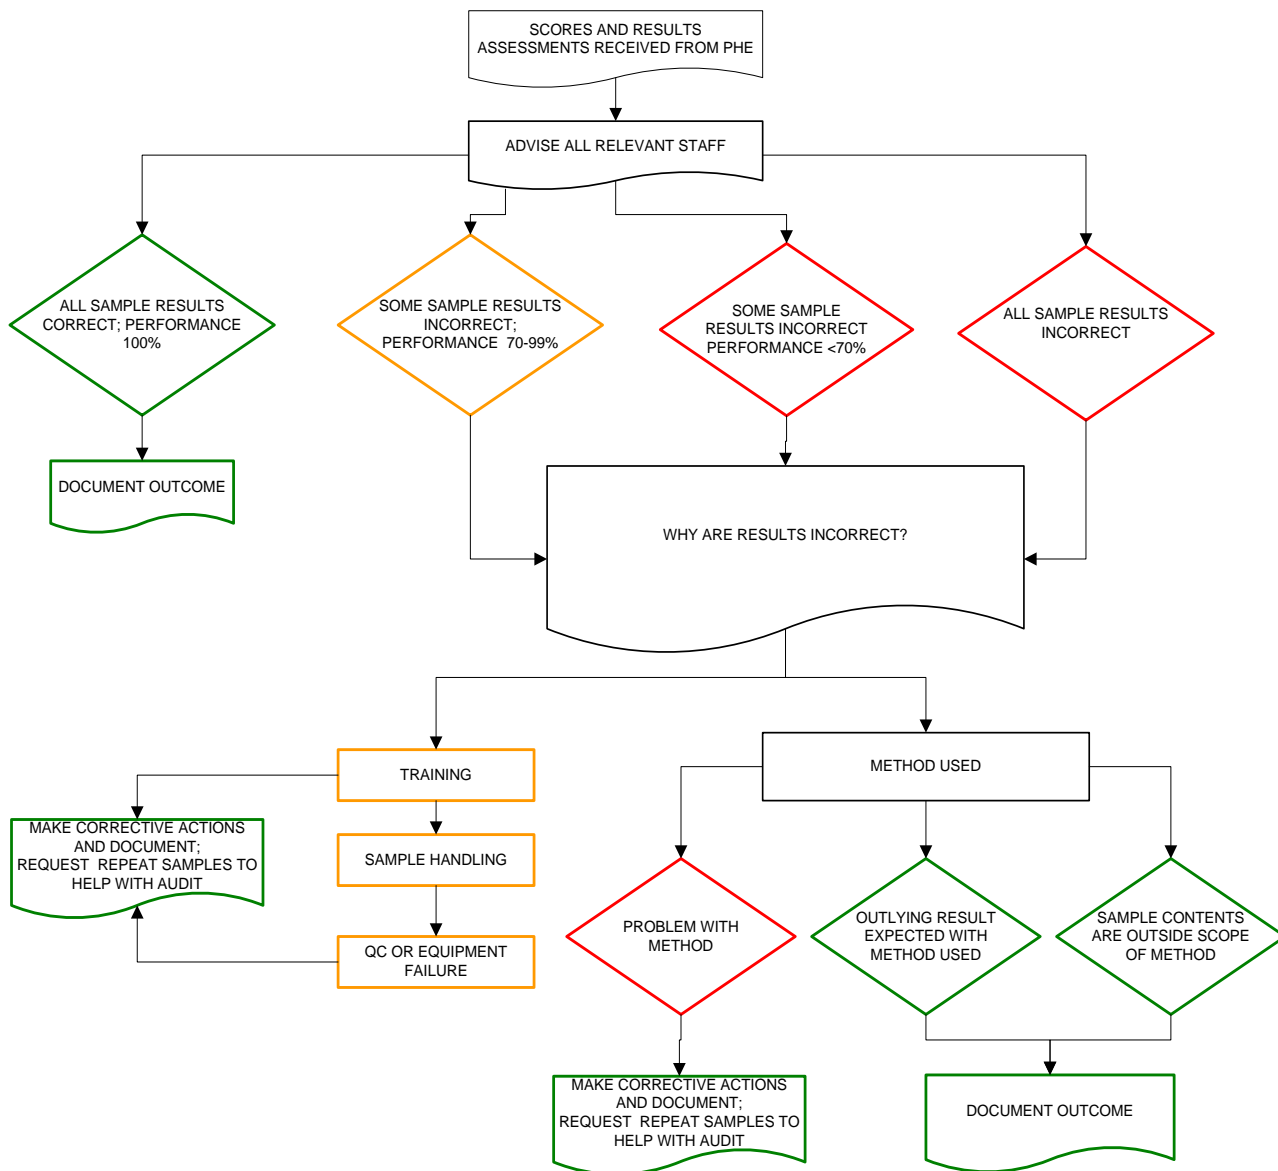 SCORES AND RESULTS
ASSESSMENTS RECEIVED FROM PHE
ADVISE ALL RELEVANT STAFF
ALL SAMPLE RESULTS
CORRECT; PERFORMANCE
100%
SOME SAMPLE RESULTS
INCORRECT;
PERFORMANCE 70-99%
SOME SAMPLE
RESULTS INCORRECT
PERFORMANCE <70%
ALL SAMPLE RESULTS
INCORRECT
DOCUMENT OUTCOME
WHY ARE RESULTS INCORRECT?
TRAINING
METHOD USED
MAKE CORRECTIVE ACTIONS
AND DOCUMENT;
REQUEST REPEAT SAMPLES TO
HELP WITH AUDIT
SAMPLE HANDLING
QC OR EQUIPMENT
FAILURE
PROBLEM WITH
METHOD
OUTLYING RESULT
EXPECTED WITH
METHOD USED
SAMPLE CONTENTS
ARE OUTSIDE SCOPE
OF METHOD
MAKE CORRECTIVE ACTIONS
AND DOCUMENT;
REQUEST REPEAT SAMPLES TO
HELP WITH AUDIT
DOCUMENT OUTCOME